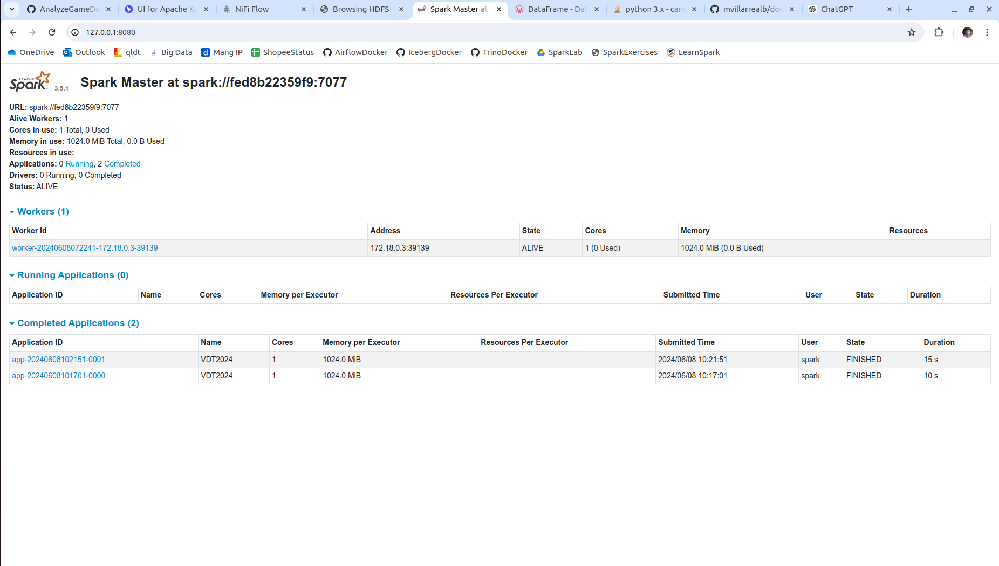 AnalyzeGameDa
UI for Apache Ka
NiFi Flow
Browsing HDFS
Spark Master at
DataFrame - Dat
python 3.x - can
mvillarrealb/doc
ChatGPT
127.0.0.1:8080
OneDrive
Outlook
qldt
Big Data
Mang IP
ShopeeStatus
AirflowDocker
IcebergDocker
TrinoDocker
SparkLab
SparkExercises
LearnSpark
APACHE Spark 3.5.1 Spark Master at spark://fed8b22359f9:7077
URL: spark://fed8b22359f9:7077
Alive Workers: 1
Cores in use: 1 Total, 0 Used
Memory in use: 1024.0 MiB Total, 0.0 B Used
Resources in use:
Applications: 0 Running, 2 Completed
Drivers: 0 Running, 0 Completed
Status: ALIVE
Workers (1)
Worker Id Address State Cores Memory Resources
worker-20240608072241-172.18.0.3-39139 172.18.0.3:39139 ALIVE 1 (0 Used) 1024.0 MiB (0.0 B Used)
Running Applications (0)
Application ID Name Cores Memory per Executor Resources Per Executor Submitted Time User State Duration
Completed Applications (2)
Application ID Name Cores Memory per Executor Resources Per Executor Submitted Time User State Duration
app-20240608102151-0001 VDT2024 1 1024.0 MiB 2024/06/08 10:21:51 spark FINISHED 15 s
app-20240608101701-0000 VDT2024 1 1024.0 MiB 2024/06/08 10:17:01 spark FINISHED 10 s